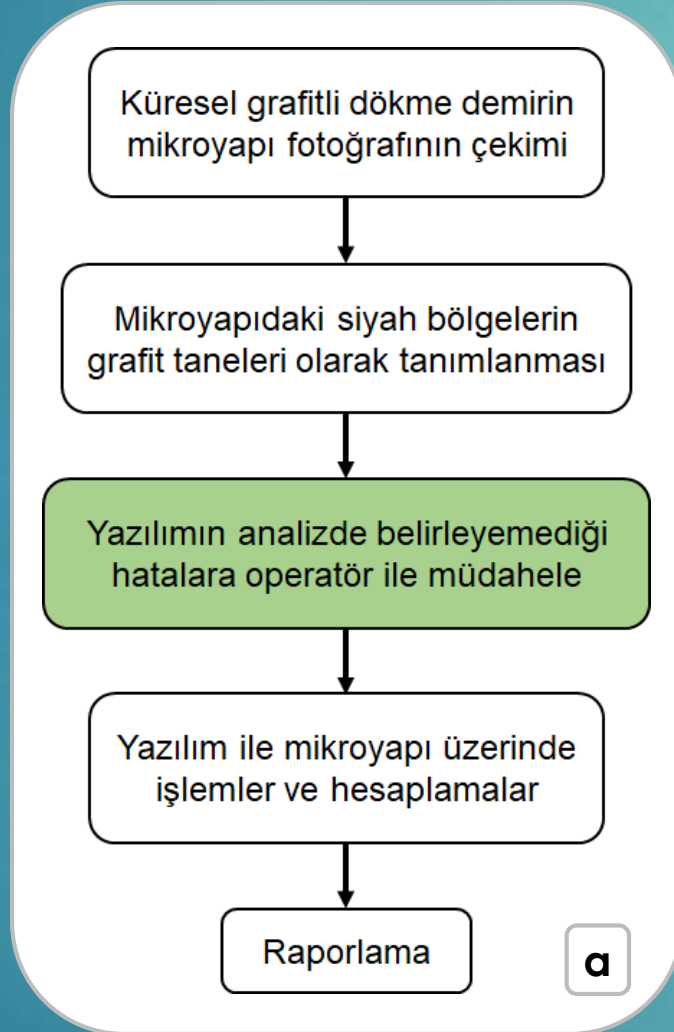 Küresel grafitli dökme demirin
mikroyapı fotoğrafının çekimi
Mikroyapıdaki siyah bölgelerin
grafit taneleri olarak tanımlanması
Yazılımın analizde belirleyemediği
hatalara operatör ile müdahele
Yazılım ile mikroyapı üzerinde
işlemler ve hesaplamalar
Raporlama
a